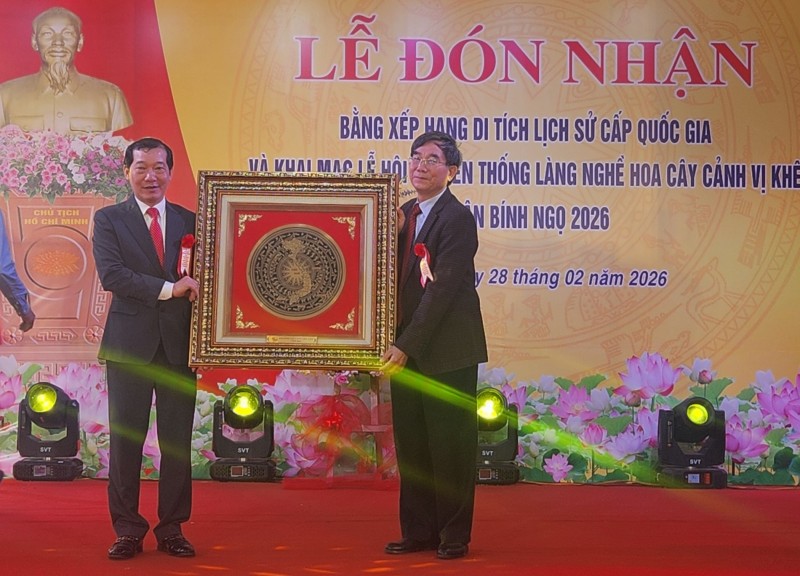 LỄ ĐÓN NHẬN
BẰNG XẾP HẠNG DI TÍCH LỊCH SỬ CẤP QUỐC GIA
VÀ KHAI MẠC LỄ HỘI THỐNG LÀNG NGHỀ HOA CÂY CẢNH VỊ KHÊ
BÍNH NGỌ 2026
28 tháng 02 năm 2026
CHỦ TỊCH
HỒ CHÍ MINH
SVT
SVT
SVT
SVT